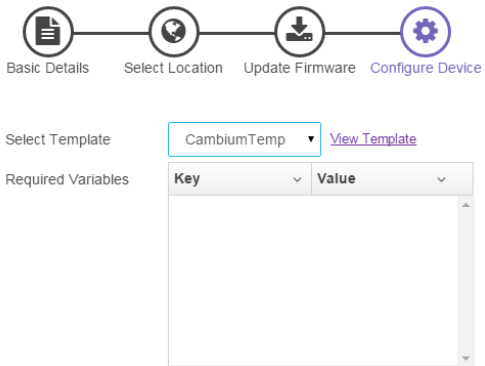 Basic Details Select Location Update Firmware Configure Device
Select Template CambiumTemp View Template
Required Variables Key Value